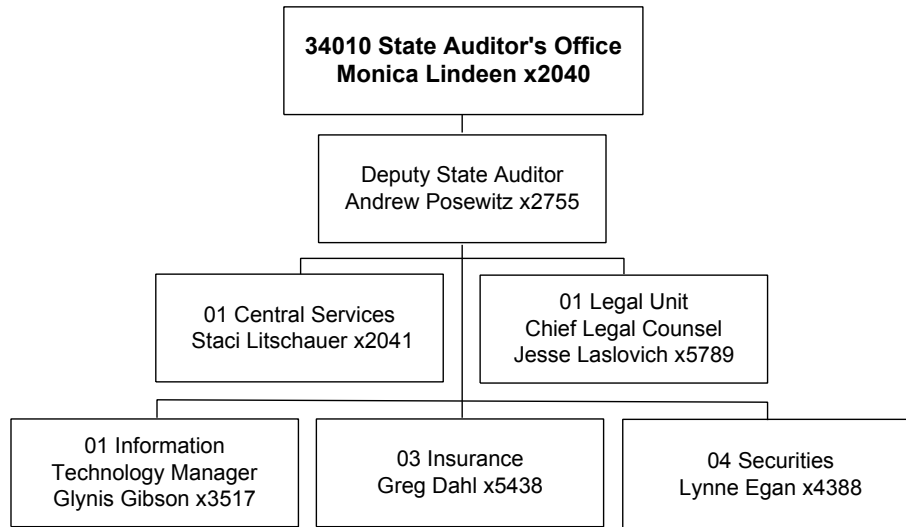 34010 State Auditor's Office
Monica Lindeen x2040
Deputy State Auditor
Andrew Posewitz x2755
01 Central Services
Staci Litschauer x2041
01 Legal Unit
Chief Legal Counsel
Jesse Laslovich x5789
01 Information
Technology Manager
Glynis Gibson x3517
03 Insurance
Greg Dahl x5438
04 Securities
Lynne Egan x4388